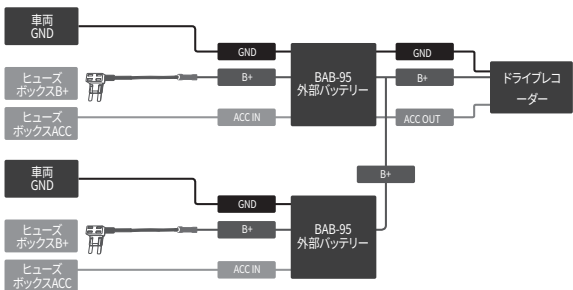 車両
GND
GND
GND
ヒューズ
ボックスB+
B+
BAB-95
外部バッテリー
B+
ドライブレコ
ーダー
ヒューズ
ボックスACC
ACC IN
ACC OUT
B+
車両
GND
GND
ヒューズ
ボックスB+
B+
BAB-95
外部バッテリー
ヒューズ
ボックスACC
ACC IN